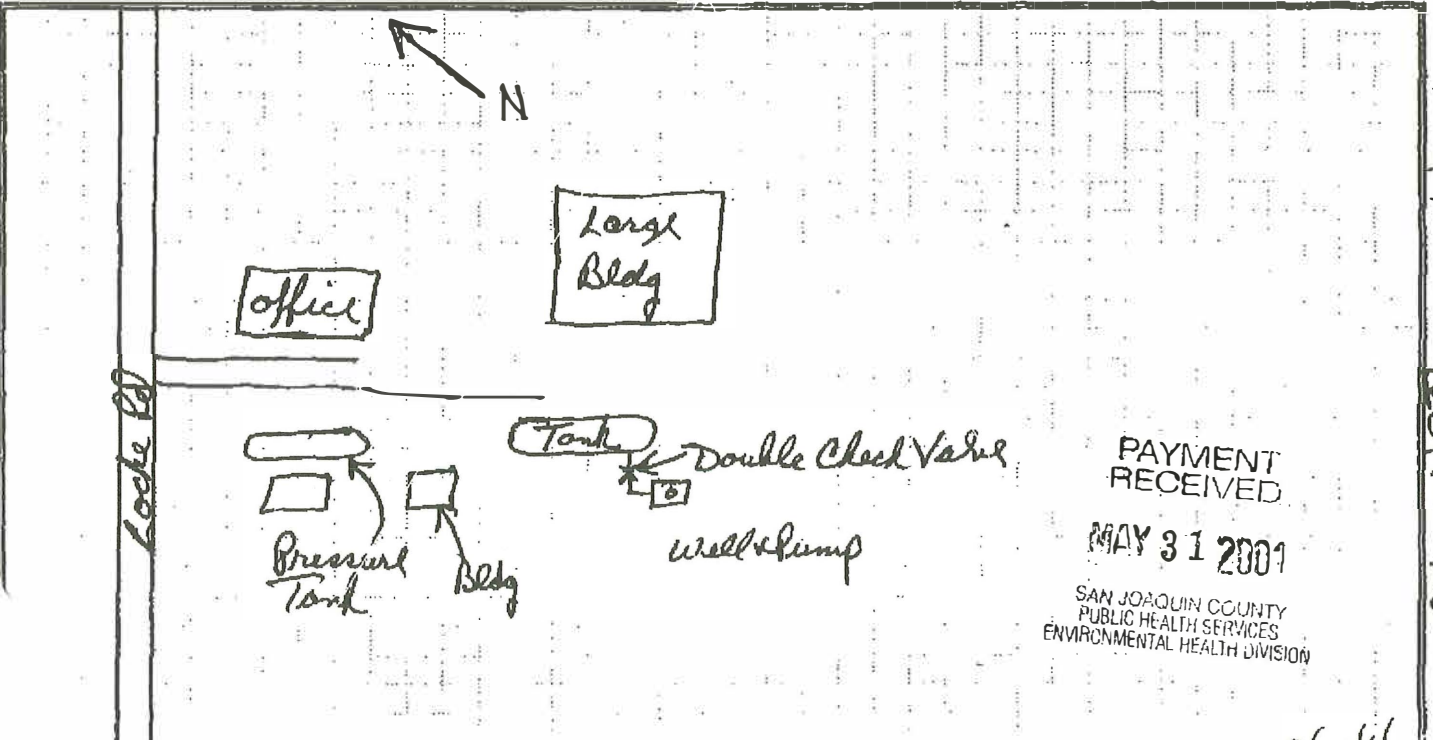 N
Large
Bldg
office
Locke Rd
Tank
Double Check Valve
Pressure
Tank
Bldg
Well & Pump
PAYMENT
RECEIVED
MAY 31 2001
SAN JOAQUIN COUNTY
PUBLIC HEALTH SERVICES
ENVIRONMENTAL HEALTH DIVISION